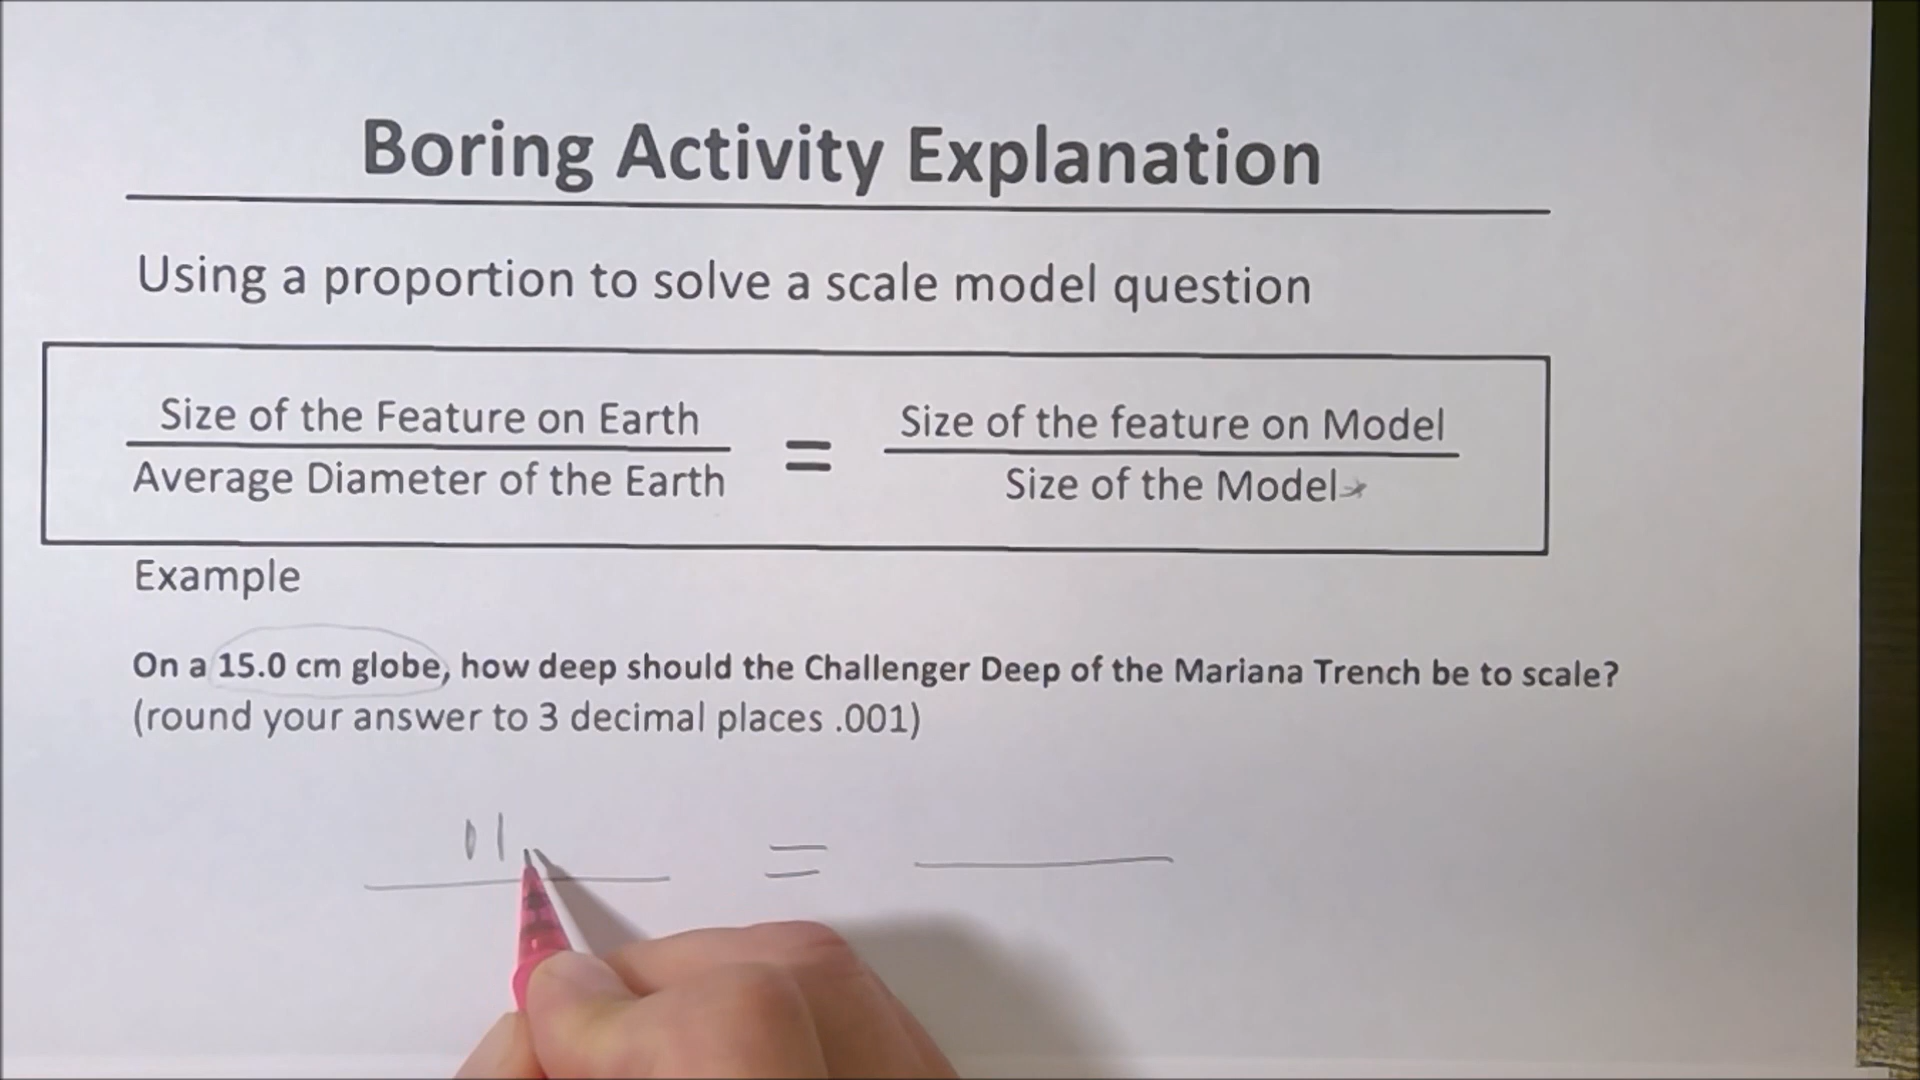 Boring Activity Explanation
Using a proportion to solve a scale model question
Size of the Feature on Earth
Average Diameter of the Earth
=
Size of the feature on Model
Size of the Model
Example
On a 15.0 cm globe, how deep should the Challenger Deep of the Mariana Trench be to scale?
(round your answer to 3 decimal places .001)
11. =